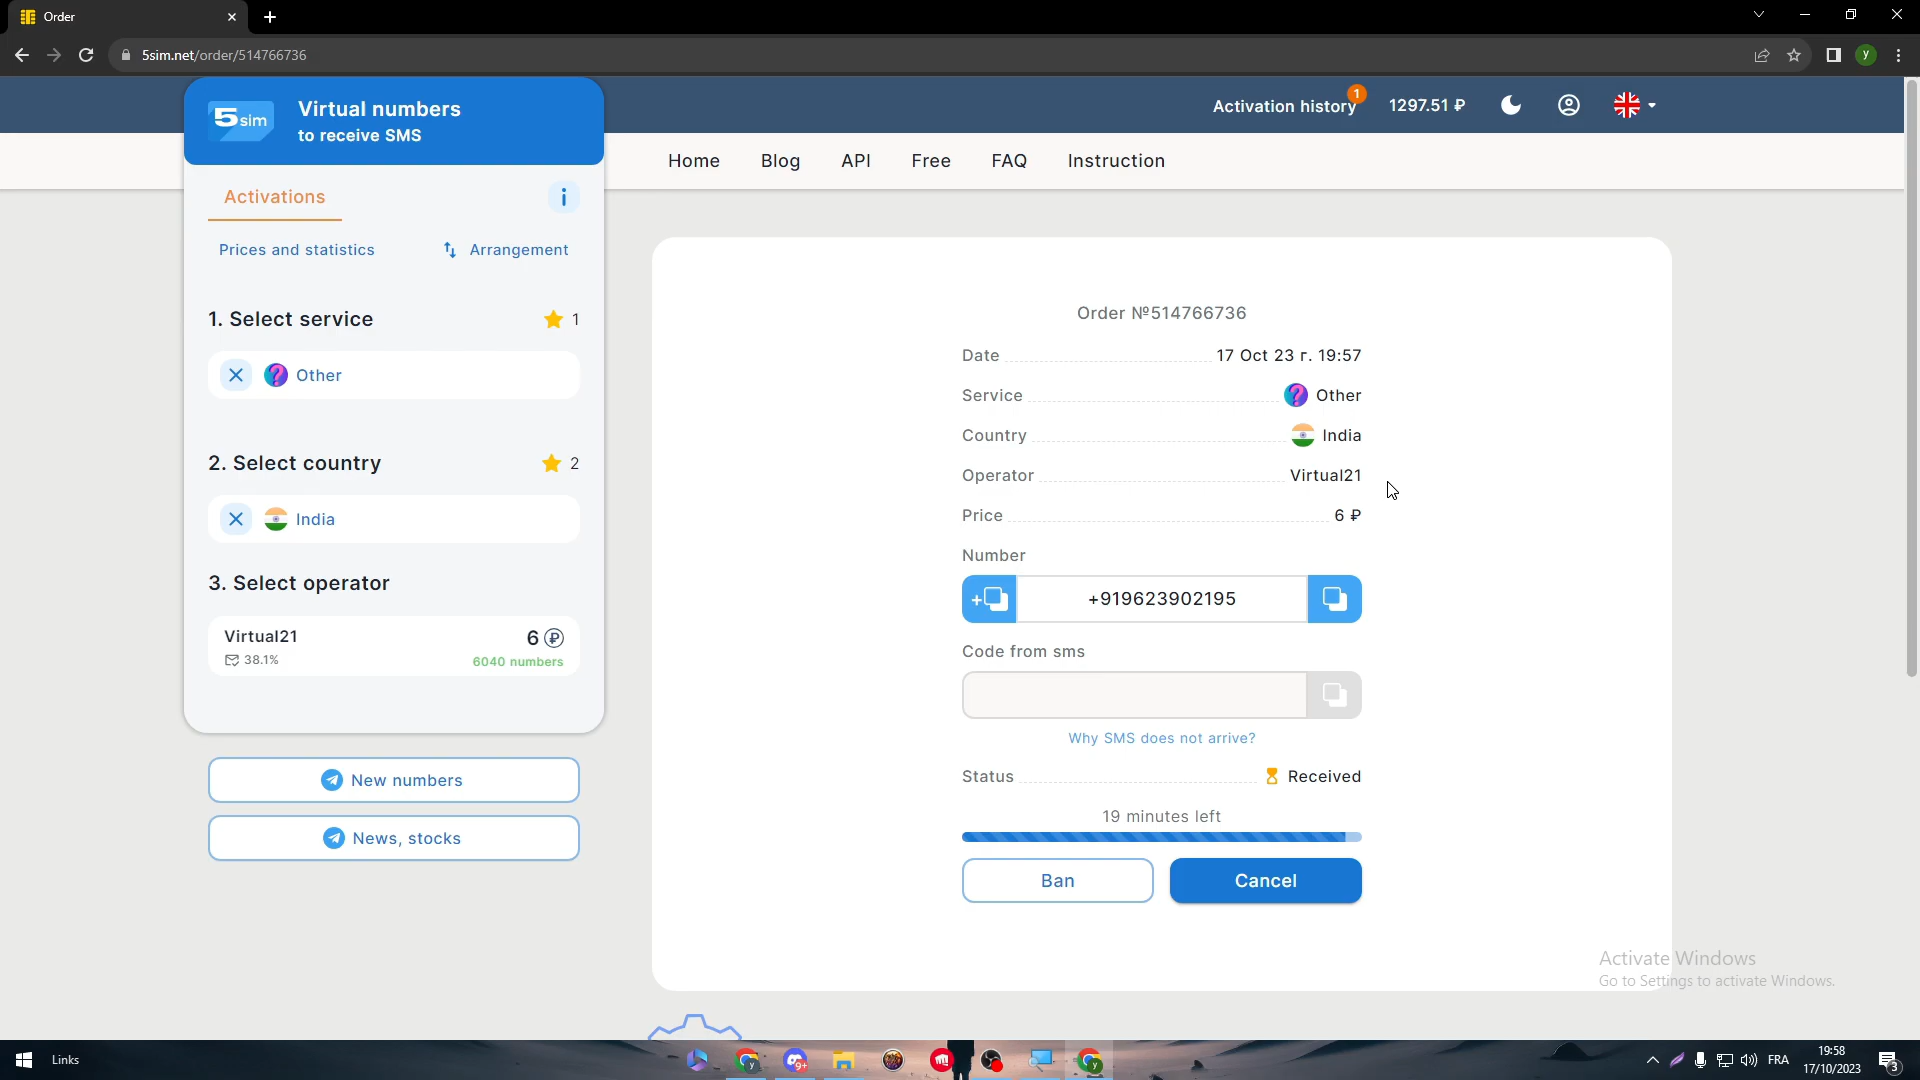 Order
5sim.net/order/514766736
y
5sim
Virtual numbers
to receive SMS
Activation history
1
1297.51 ₽
Home
Blog
API
Free
FAQ
Instruction
Activations
i
Prices and statistics
Arrangement
1. Select service
1
Other
2. Select country
2
India
3. Select operator
Virtual21
6 ₽
38.1%
6040 numbers
New numbers
News, stocks
Order №514766736
Date
17 Oct 23 г. 19:57
Service
Other
Country
India
Operator
Virtual21
Price
6 ₽
Number
+
+919623902195
Code from sms
Why SMS does not arrive?
Status
Received
19 minutes left
Ban
Cancel
Activate Windows
Go to Settings to activate Windows.
Links
9+
FRA
19:58
17/10/2023
3